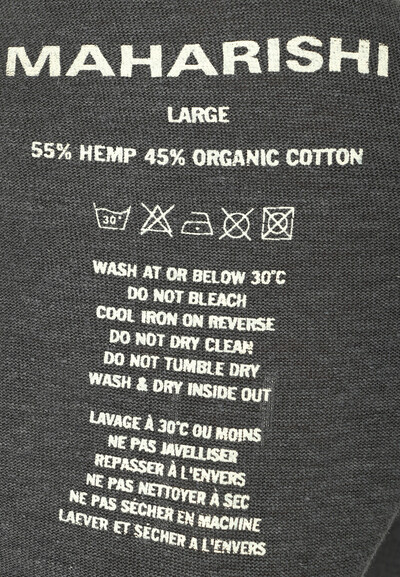 MAHARISHI
LARGE
55% HEMP 45% ORGANIC COTTON
30°
WASH AT OR BELOW 30°C
DO NOT BLEACH
COOL IRON ON REVERSE
DO NOT DRY CLEAN
DO NOT TUMBLE DRY
WASH & DRY INSIDE OUT
LAVAGE À 30°C OU MOINS
NE PAS JAVELLISER
REPASSER À L'ENVERS
NE PAS NETTOYER À SEC
NE PAS SÉCHER EN MACHINE
LAEVER ET SÉCHER A L'ENVERS